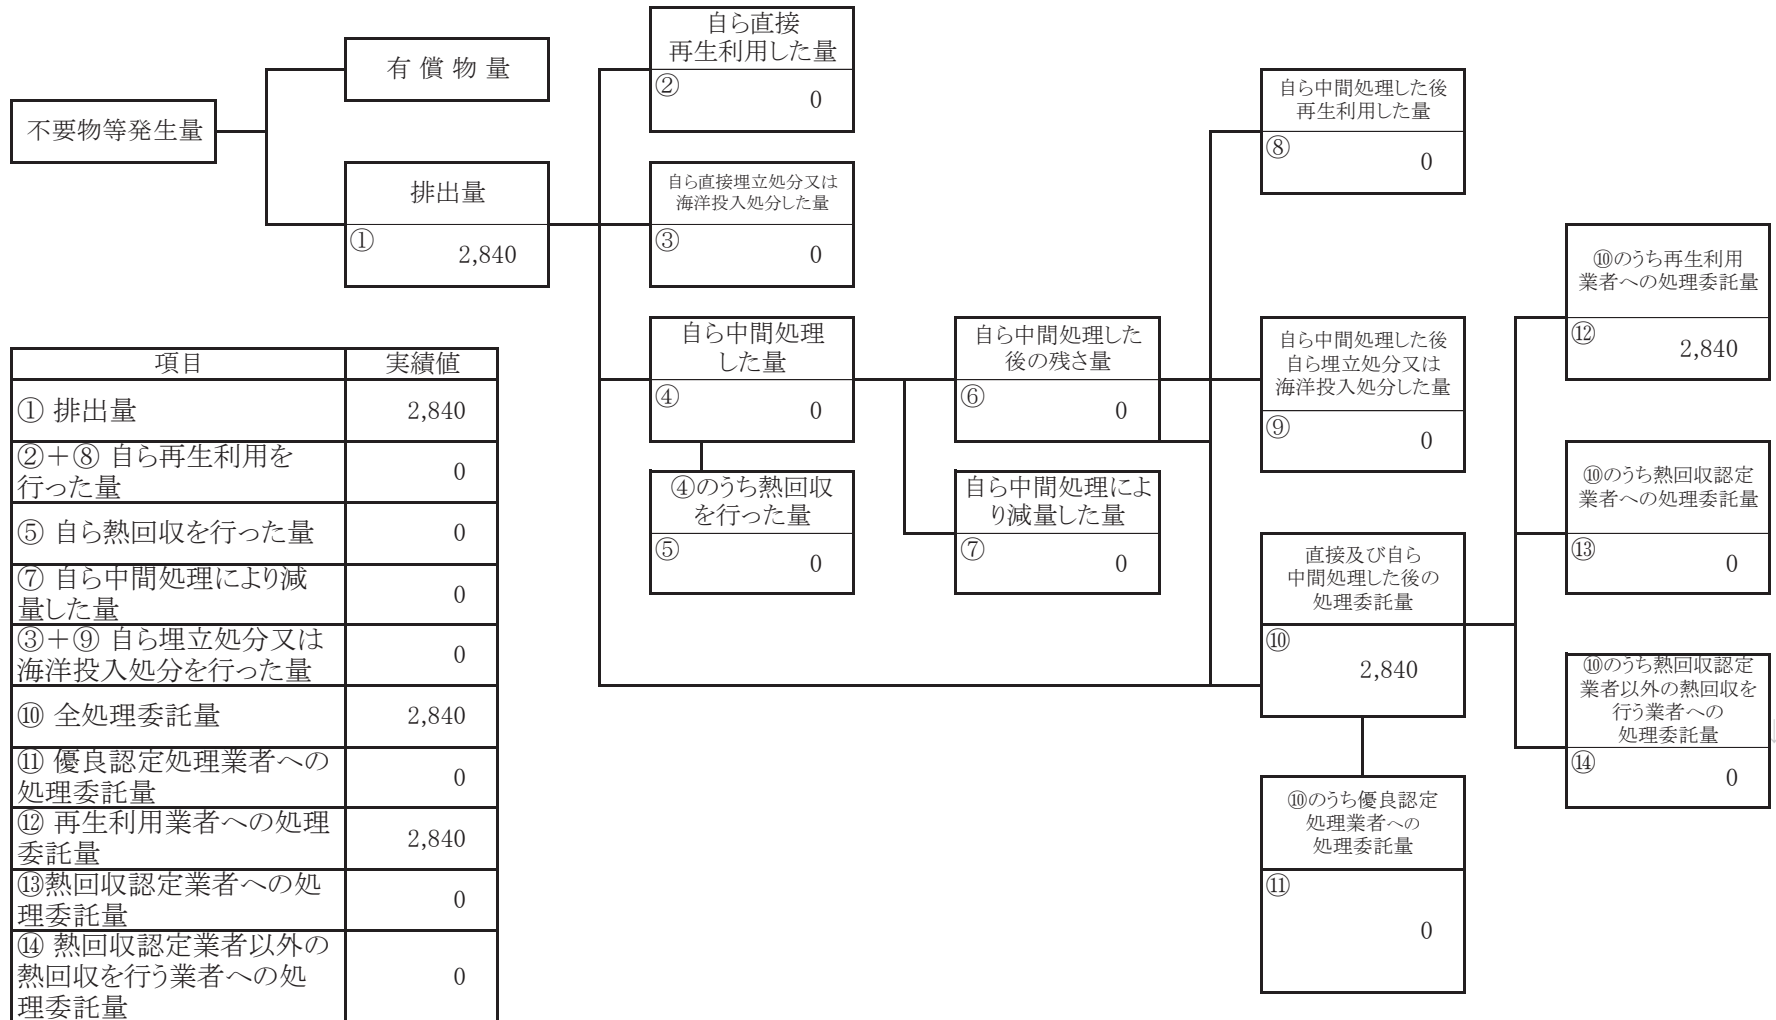 不要物等発生量
有 償 物 量
排出量
①
2,840
自ら直接
再生利用した量
②
0
自ら直接埋立処分又は
海洋投入処分した量
③
0
自ら中間処理
した量
④
0
④のうち熱回収
を行った量
⑤
0
自ら中間処理した
後の残さ量
⑥
0
自ら中間処理によ
り減量した量
⑦
0
自ら中間処理した後
再生利用した量
⑧
0
自ら中間処理した後
自ら埋立処分又は
海洋投入処分した量
⑨
0
直接及び自ら
中間処理した後の
処理委託量
⑩
2,840
⑩のうち優良認定
処理業者への
処理委託量
⑪
0
⑩のうち再生利用
業者への処理委託量
⑫
2,840
⑩のうち熱回収認定
業者への処理委託量
⑬
0
⑩のうち熱回収認定
業者以外の熱回収を
行う業者への
処理委託量
⑭
0
項目 実績値
① 排出量 2,840
②＋⑧ 自ら再生利用を
行った量 0
⑤ 自ら熱回収を行った量 0
⑦ 自ら中間処理により減
量した量 0
③＋⑨ 自ら埋立処分又は
海洋投入処分を行った量 0
⑩ 全処理委託量 2,840
⑪ 優良認定処理業者への
処理委託量 0
⑫ 再生利用業者への処理
委託量 2,840
⑬熱回収認定業者への処
理委託量 0
⑭ 熱回収認定業者以外の
熱回収を行う業者への処
理委託量 0